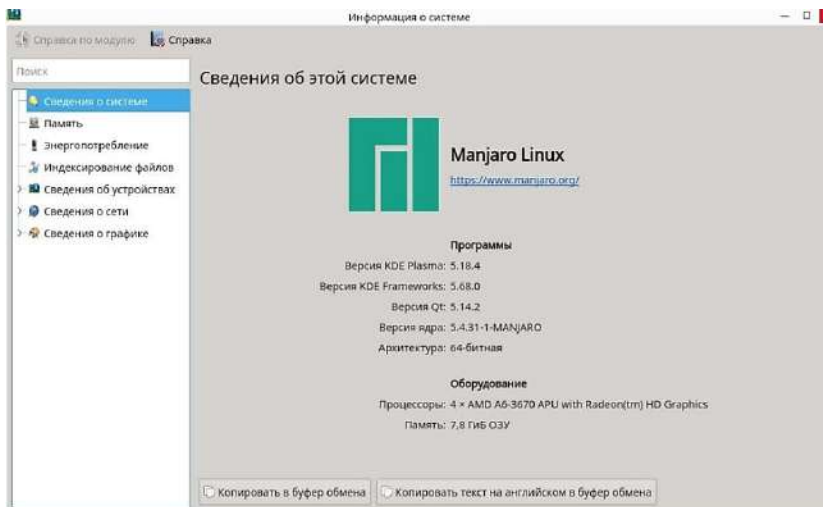 Информация о системе
Справка по модулю Справка
Поиск
Сведения о системе
Память
Энергопотребление
Индексирование файлов
Сведения об устройствах
Сведения о сети
Сведения о графике
Сведения об этой системе
Manjaro Linux
https://www.manjaro.org/
Программы
Версия KDE Plasma: 5.18.4
Версия KDE Frameworks: 5.68.0
Версия Qt: 5.14.2
Версия ядра: 5.4.31-1-MANJARO
Архитектура: 64-битная
Оборудование
Процессоры: 4 × AMD A6-3670 APU with Radeon(tm) HD Graphics
Память: 7,8 ГиБ ОЗУ
Копировать в буфер обмена Копировать текст на английском в буфер обмена